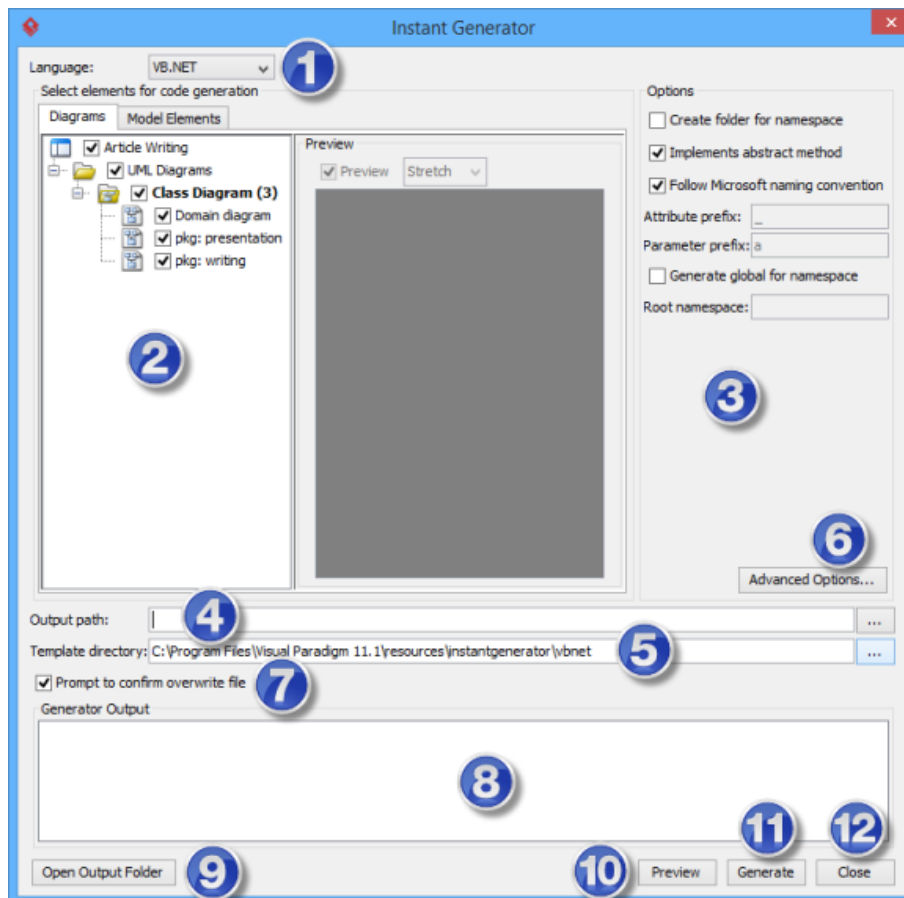 Instant Generator
Language: VB.NET 1
Select elements for code generation
Diagrams Model Elements
Article Writing
UML Diagrams
Class Diagram (3)
Domain diagram
pkg: presentation
pkg: writing
2
Preview
Preview Stretch
Options
Create folder for namespace
Implements abstract method
Follow Microsoft naming convention
Attribute prefix: _
Parameter prefix: a
Generate global for namespace
Root namespace:
3
6
Advanced Options...
Output path: 4 ...
Template directory: C:\Program Files\Visual Paradigm 11.1\resources\instantgenerator\vbnet 5 ...
Prompt to confirm overwrite file 7
Generator Output
8
11 12
Open Output Folder 9 10 Preview Generate Close